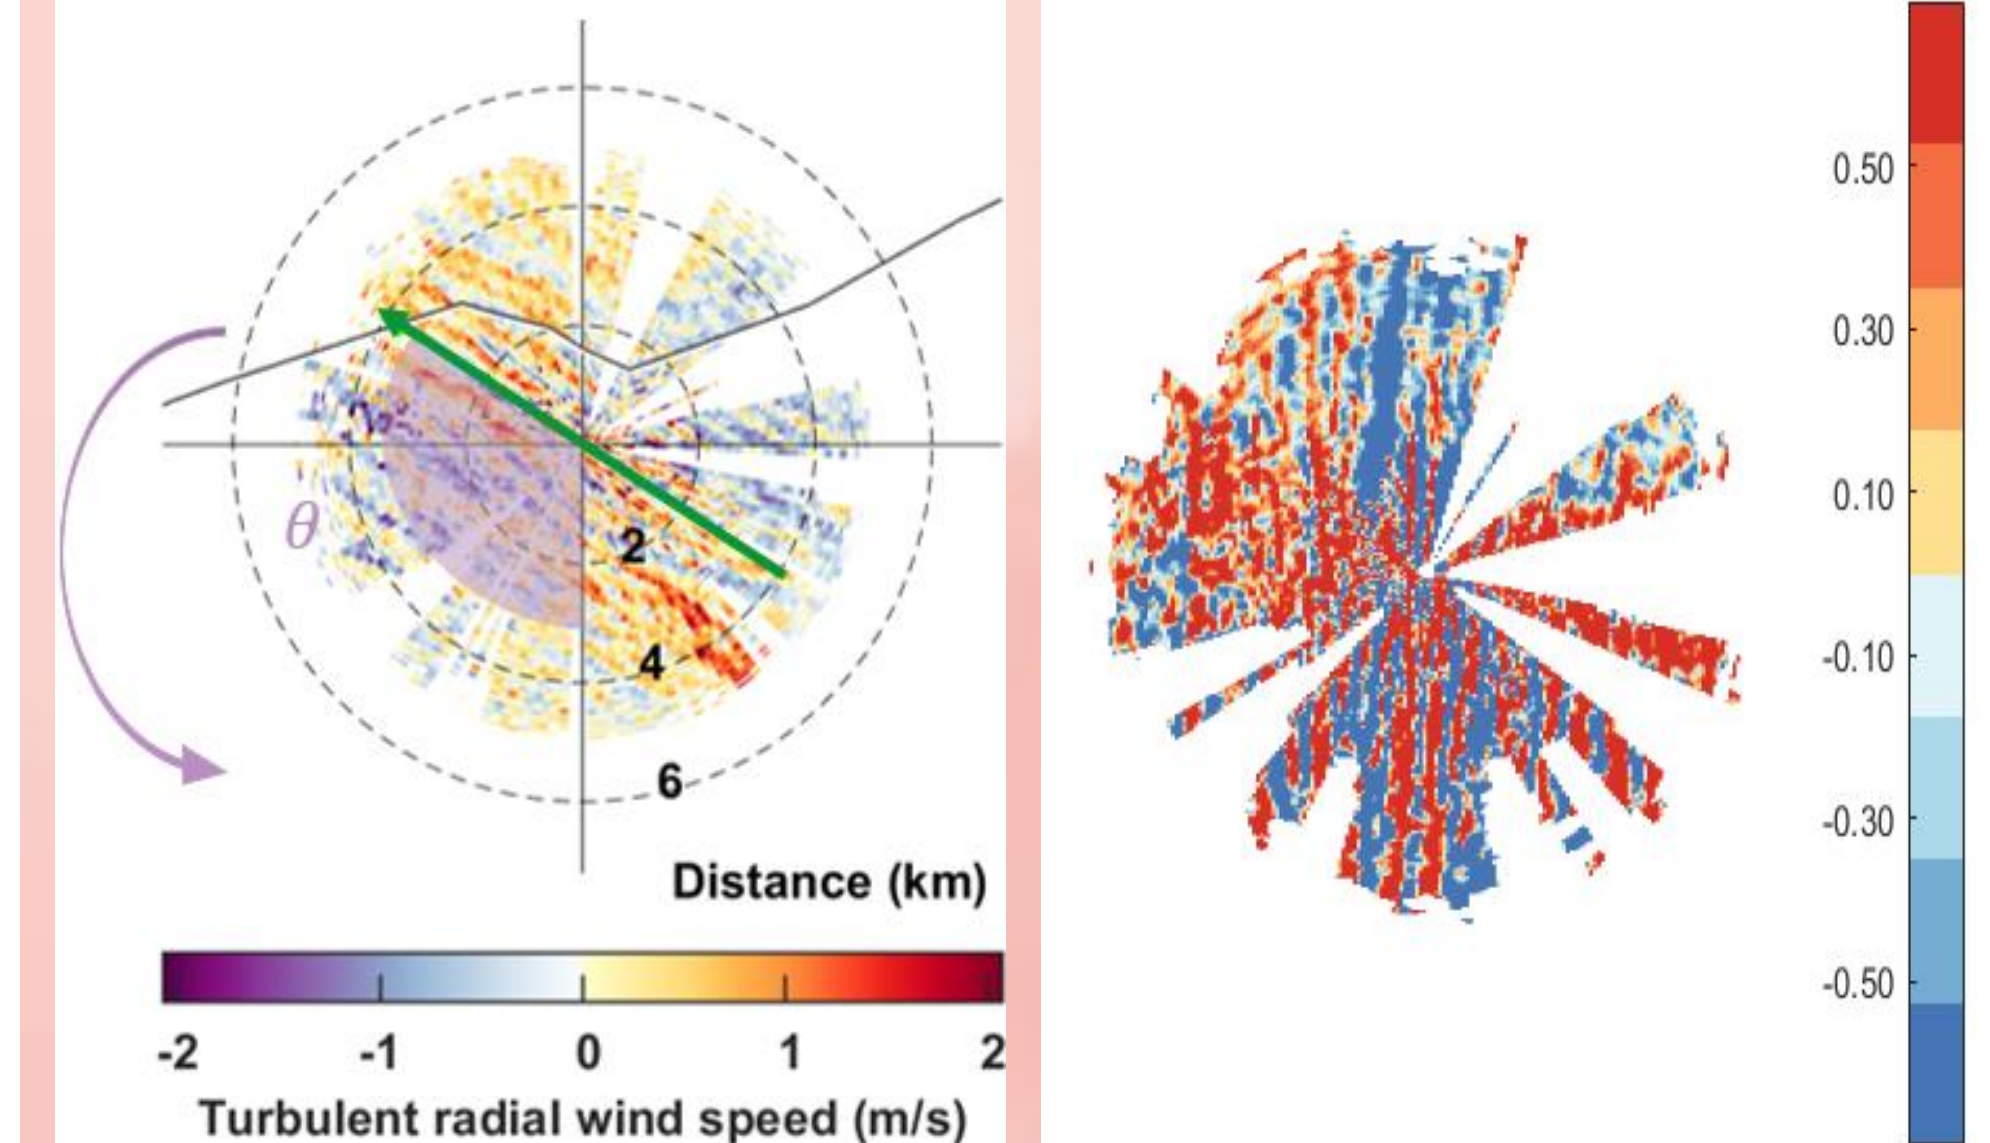 θ
2
4
6
Distance (km)
-2 -1 0 1 2
Turbulent radial wind speed (m/s)
0.50
0.30
0.10
-0.10
-0.30
-0.50